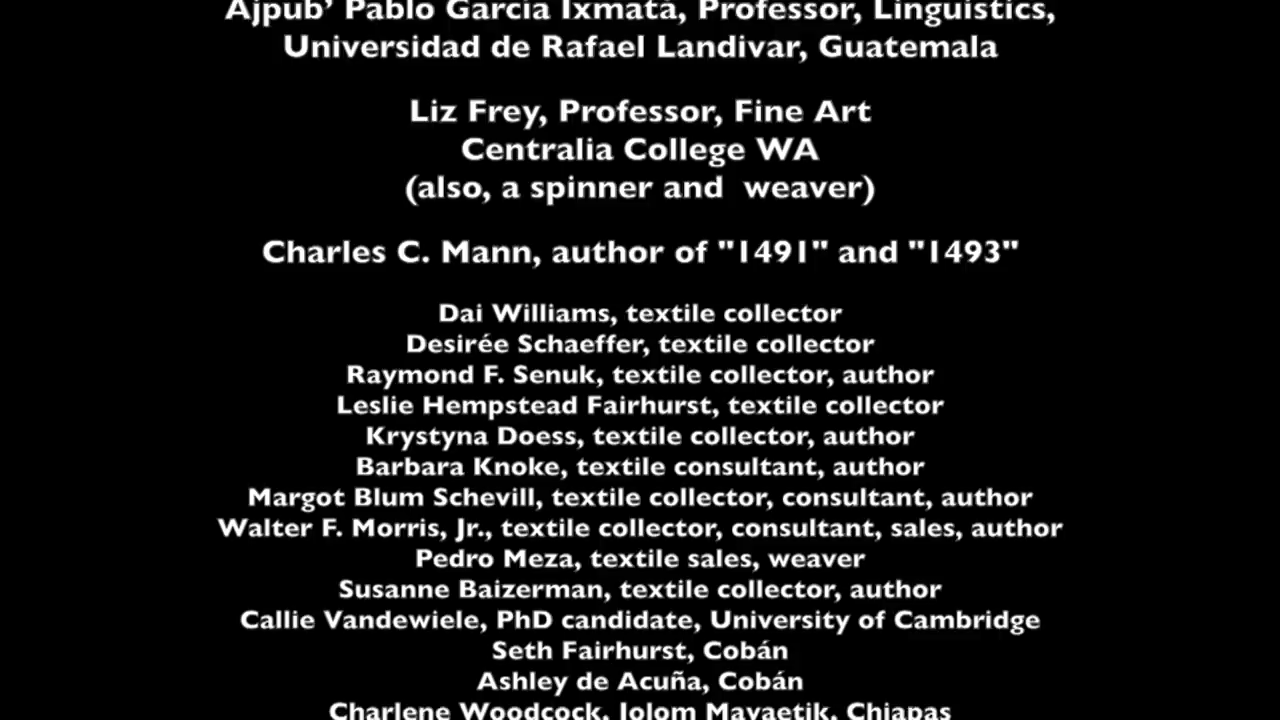 Ajpub’ Pablo García Ixmatá, Professor, Linguistics,
Universidad de Rafael Landivar, Guatemala
Liz Frey, Professor, Fine Art
Centralia College WA
(also, a spinner and weaver)
Charles C. Mann, author of "1491" and "1493"
Dai Williams, textile collector
Desirée Schaeffer, textile collector
Raymond F. Senuk, textile collector, author
Leslie Hempstead Fairhurst, textile collector
Krystyna Doess, textile collector, author
Barbara Knoke, textile consultant, author
Margot Blum Schevill, textile collector, consultant, author
Walter F. Morris, Jr., textile collector, consultant, sales, author
Pedro Meza, textile sales, weaver
Susanne Baizerman, textile collector, author
Callie Vandewiele, PhD candidate, University of Cambridge
Seth Fairhurst, Cobán
Ashley de Acuña, Cobán
Charlene Woodcock, Jolom Mayaetik, Chiapas